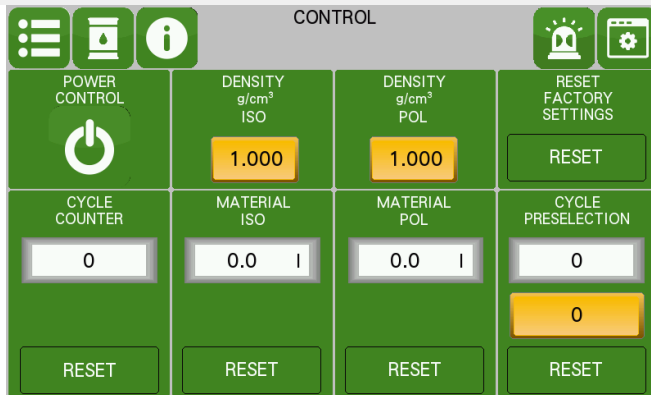 CONTROL
POWER
CONTROL
DENSITY
g/cm³
ISO
1.000
DENSITY
g/cm³
POL
1.000
RESET
FACTORY
SETTINGS
RESET
CYCLE
COUNTER
0
RESET
MATERIAL
ISO
0.0 l
RESET
MATERIAL
POL
0.0 l
RESET
CYCLE
PRESELECTION
0
0
RESET